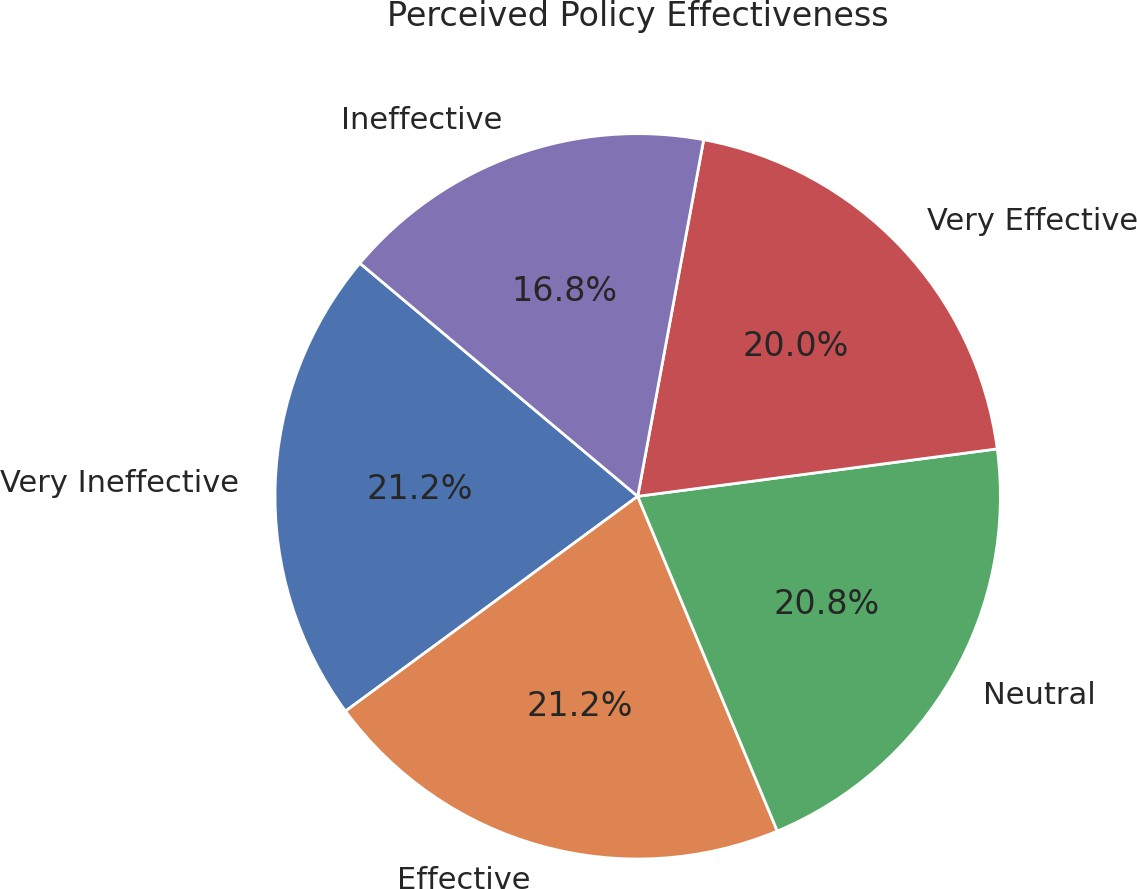 Perceived Policy Effectiveness
Ineffective
Very Effective
16.8%
20.0%
Very Ineffective
21.2%
20.8%
Neutral
21.2%
Effective